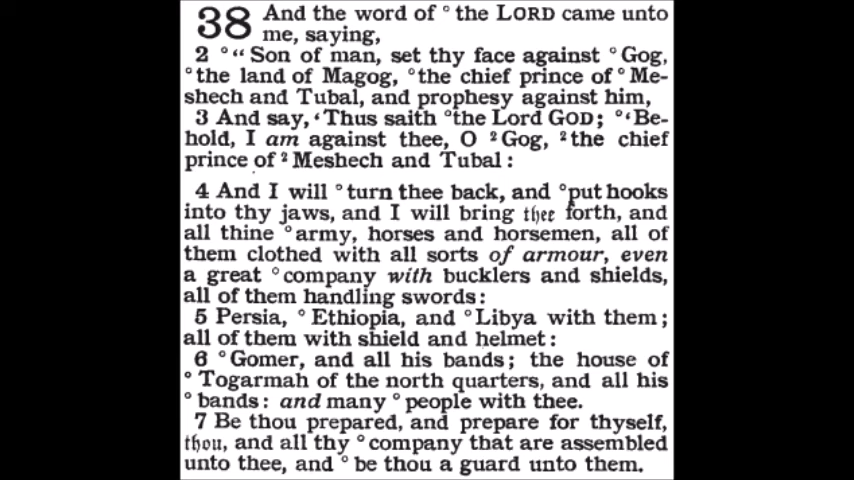 38 And the word of ° the LORD came unto
me, saying,
2 °“ Son of man, set thy face against ° Gog,
°the land of Magog, °the chief prince of ° Me-
shech and Tubal, and prophesy against him,
3 And say, ‘Thus saith °the Lord GOD; °‘Be-
hold, I am against thee, O ²Gog, ²the chief
prince of ² Meshech and Tubal :
4 And I will °turn thee back, and °put hooks
into thy jaws, and I will bring thee forth, and
all thine °army, horses and horsemen, all of
them clothed with all sorts of armour, even
a great °company with bucklers and shields,
all of them handling swords :
5 Persia, ° Ethiopia, and °Libya with them ;
all of them with shield and helmet :
6 °Gomer, and all his bands ; the house of
° Togarmah of the north quarters, and all his
° bands : and many °people with thee.
7 Be thou prepared, and prepare for thyself,
thou, and all thy °company that are assembled
unto thee, and ° be thou a guard unto them.